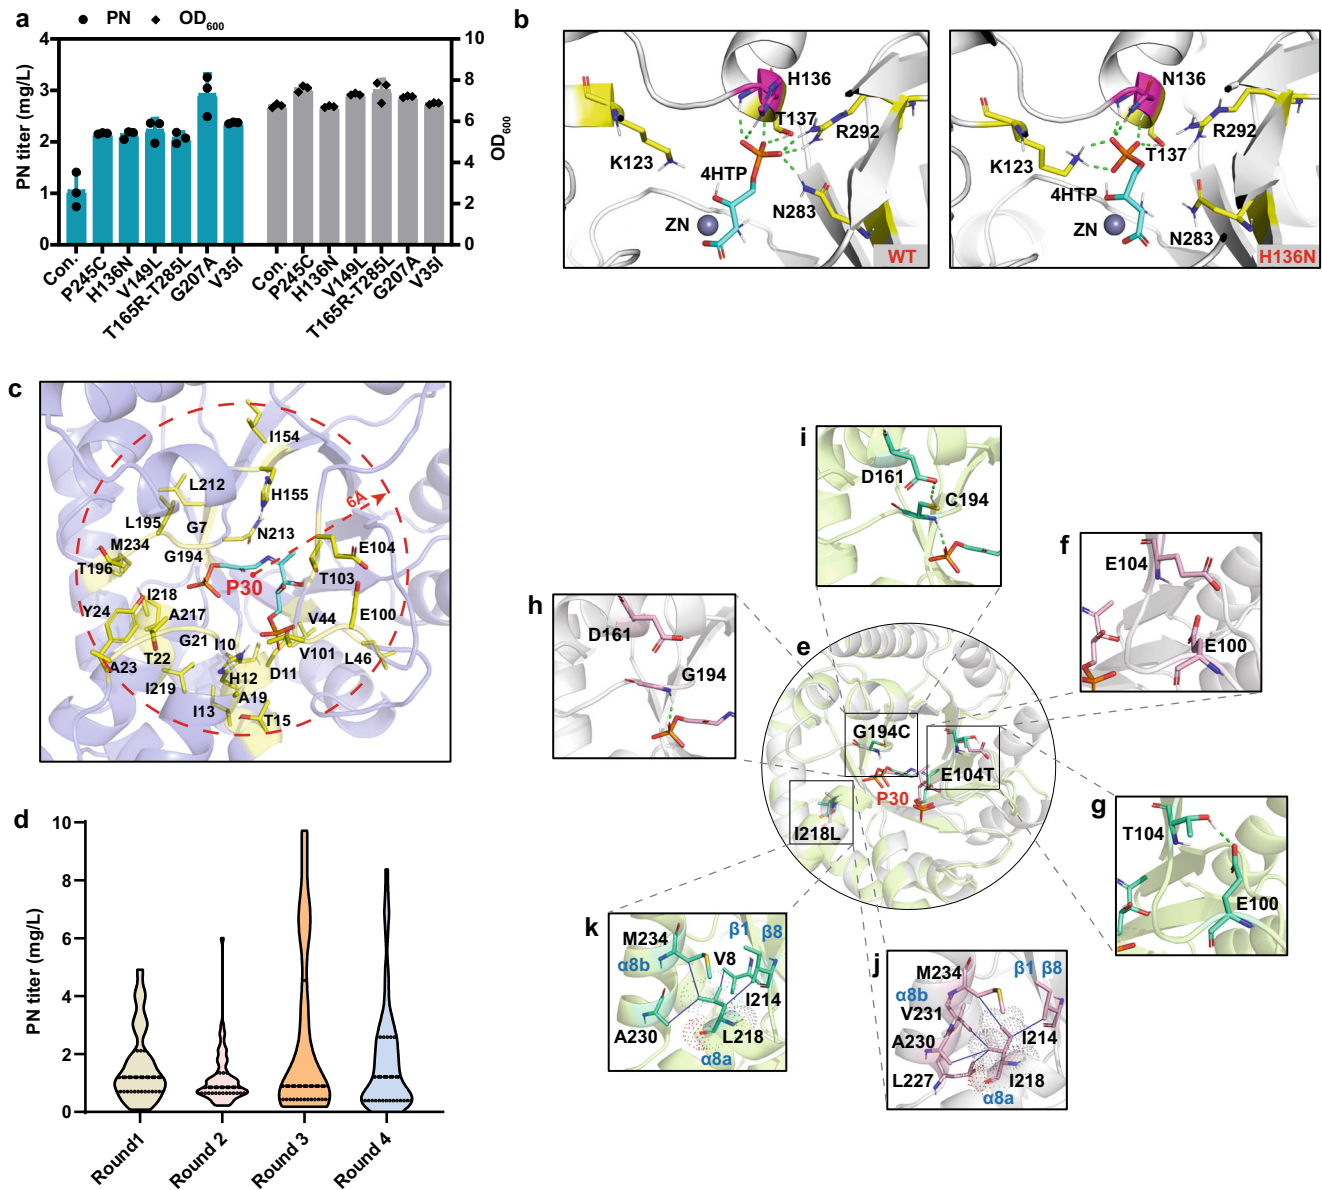 a
PN OD600
PN titer (mg/L)
4
3
2
1
0
10
8
6
4
2
0
OD600
Con.
P245C
H136N
V149L
T165R-T285L
G207A
V35I
Con.
P245C
H136N
V149L
T165R-T285L
G207A
V35I
b
H136
T137
R292
K123
4HTP
N283
ZN
WT
N136
R292
T137
K123
4HTP
ZN
N283
H136N
c
I154
L212
H155
6Å
L195
G7
N213
M234
G194
E104
T196
T103
P30
I218
Y24
A217
E100
V44
G21
I10
V101
T22
L46
A23
D11
H12
I219
A19
I13
T15
d
PN titer (mg/L)
10
8
6
4
2
0
Round1
Round 2
Round 3
Round 4
i
D161
C194
f
E104
E100
h
D161
G194
e
G194C
E104T
P30
I218L
g
T104
E100
k
M234
β1 β8
α8b
V8
I214
A230
L218
α8a
j
M234
β1 β8
α8b
V231
A230
I214
L227
I218
α8a